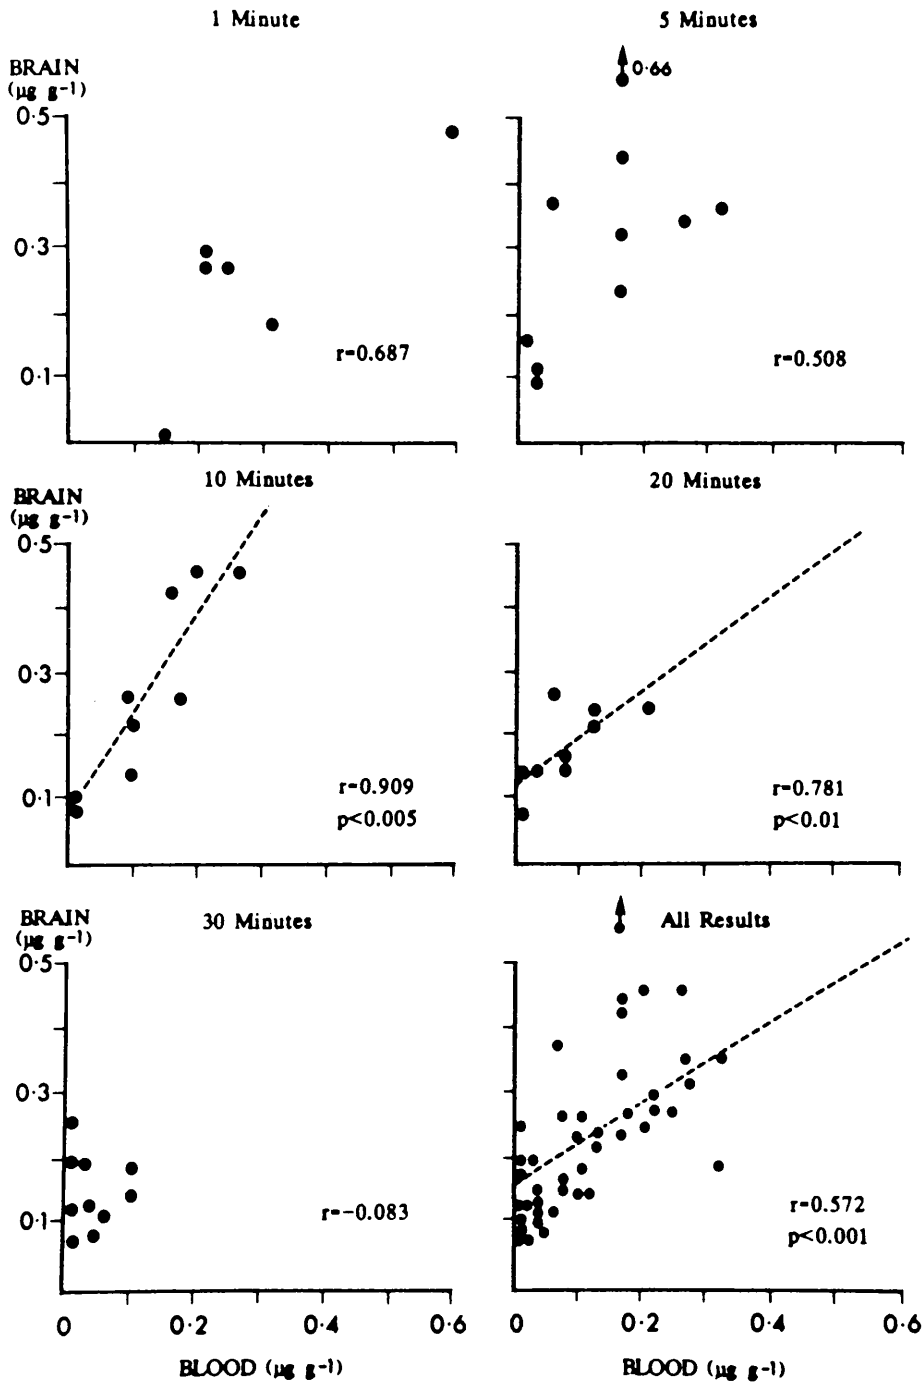 1 Minute
5 Minutes
BRAIN
(µg g-1)
0·66
0·5
0·3
0·1
r=0.687
r=0.508
10 Minutes
20 Minutes
BRAIN
(µg g-1)
0·5
0·3
0·1
r=0.909
p<0.005
r=0.781
p<0.01
30 Minutes
All Results
BRAIN
(µg g-1)
0·5
0·3
0·1
r=-0.083
r=0.572
p<0.001
0 0·2 0·4 0·6
0 0·2 0·4 0·6
BLOOD (µg g-1)
BLOOD (µg g-1)